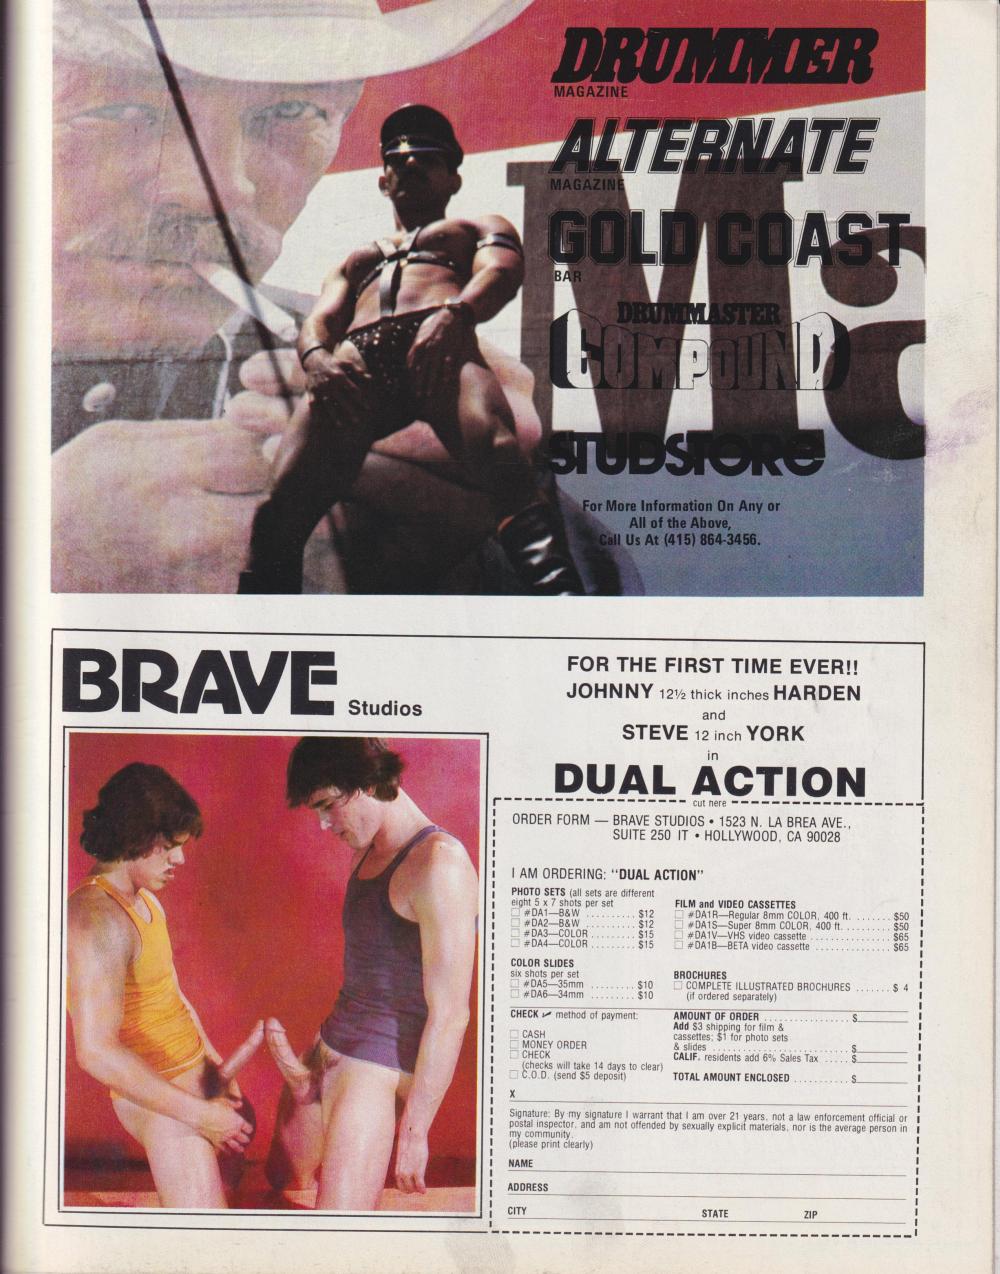 DRUMMER
MAGAZINE
ALTERNATE
MAGAZINE
Ma
GOLD COAST
BAR
DRUMMASTER
COMPOUND
STUDSTORE
For More Information On Any or
All of the Above,
Call Us At (415) 864-3456.
BRAVE Studios
FOR THE FIRST TIME EVER!!
JOHNNY 12½ thick inches HARDEN
and
STEVE 12 inch YORK
in
DUAL ACTION
cut here
ORDER FORM — BRAVE STUDIOS • 1523 N. LA BREA AVE.,
SUITE 250 IT • HOLLYWOOD, CA 90028
I AM ORDERING: "DUAL ACTION"
PHOTO SETS (all sets are different
eight 5 x 7 shots per set
#DA1—B&W .......... $12
#DA2—B&W .......... $12
#DA3—COLOR ........ $15
#DA4—COLOR ........ $15
COLOR SLIDES
six shots per set
#DA5—35mm ......... $10
#DA6—34mm ......... $10
FILM and VIDEO CASSETTES
#DA1R—Regular 8mm COLOR, 400 ft. ....... $50
#DA1S—Super 8mm COLOR, 400 ft. ........ $50
#DA1V—VHS video cassette ............... $65
#DA1B—BETA video cassette .............. $65
BROCHURES
COMPLETE ILLUSTRATED BROCHURES ....... $ 4
(if ordered separately)
CHECK ✓ method of payment:
CASH
MONEY ORDER
CHECK
(checks will take 14 days to clear)
C.O.D. (send $5 deposit)
AMOUNT OF ORDER ................ $
Add $3 shipping for film &
cassettes; $1 for photo sets
& slides ......................... $
CALIF. residents add 6% Sales Tax ..... $
TOTAL AMOUNT ENCLOSED .......... $
X
Signature: By my signature I warrant that I am over 21 years, not a law enforcement official or
postal inspector, and am not offended by sexually explicit materials, nor is the average person in
my community.
(please print clearly)
NAME
ADDRESS
CITY STATE ZIP